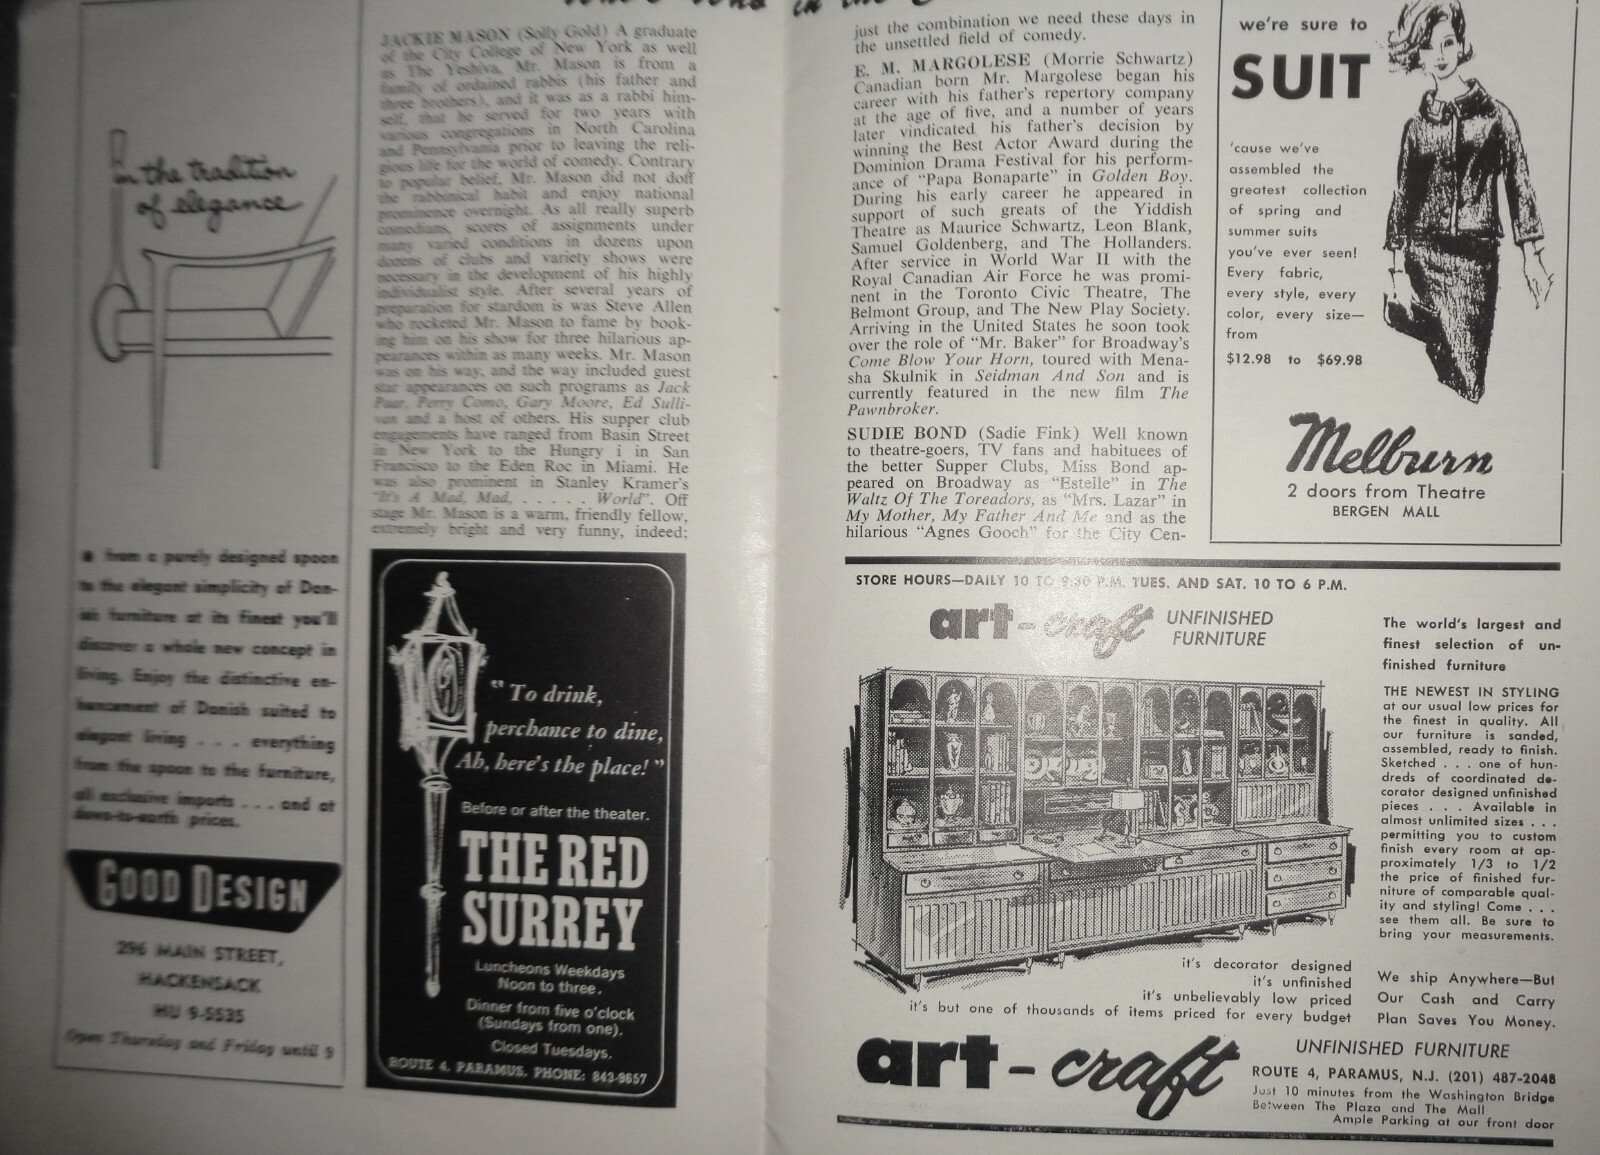 in the
In the tradition
of elegance
from a purely designed spoon
to the elegant simplicity of Dan-
ish furniture at its finest you'll
discover a whole new concept in
living. Enjoy the distinctive en-
hancement of Danish suited to
elegant living . . . everything
from the spoon to the furniture,
all exclusive imports . . . and at
down-to-earth prices.
GOOD DESIGN
296 MAIN STREET,
HACKENSACK
HU 9-5535
Open Thursday and Friday until 9
JACKIE MASON (Solly Gold) A graduate
of the City College of New York as well
as The Yeshiva, Mr. Mason is from a
family of ordained rabbis (his father and
three brothers), and it was as a rabbi him-
self, that he served for two years with
various congregations in North Carolina
and Pennsylvania prior to leaving the reli-
gious life for the world of comedy. Contrary
to popular belief, Mr. Mason did not doff
the rabbinical habit and enjoy national
prominence overnight. As all really superb
comedians, scores of assignments under
many varied conditions in dozens upon
dozens of clubs and variety shows were
necessary in the development of his highly
individualist style. After several years of
preparation for stardom is was Steve Allen
who rocketed Mr. Mason to fame by book-
ing him on his show for three hilarious ap-
pearances within as many weeks. Mr. Mason
was on his way, and the way included guest
star appearances on such programs as Jack
Paar, Perry Como, Gary Moore, Ed Sulli-
van and a host of others. His supper club
engagements have ranged from Basin Street
in New York to the Hungry i in San
Francisco to the Eden Roc in Miami. He
was also prominent in Stanley Kramer's
"It's A Mad, Mad, . . . . . World". Off
stage Mr. Mason is a warm, friendly fellow,
extremely bright and very funny, indeed;
"To drink,
perchance to dine,
Ah, here's the place!"
Before or after the theater.
THE RED
SURREY
Luncheons Weekdays
Noon to three.
Dinner from five o'clock
(Sundays from one).
Closed Tuesdays.
ROUTE 4, PARAMUS, PHONE: 843-9657
just the combination we need these days in
the unsettled field of comedy.
E. M. MARGOLESE (Morrie Schwartz)
Canadian born Mr. Margolese began his
career with his father's repertory company
at the age of five, and a number of years
later vindicated his father's decision by
winning the Best Actor Award during the
Dominion Drama Festival for his perform-
ance of "Papa Bonaparte" in Golden Boy.
During his early career he appeared in
support of such greats of the Yiddish
Theatre as Maurice Schwartz, Leon Blank,
Samuel Goldenberg, and The Hollanders.
After service in World War II with the
Royal Canadian Air Force he was promi-
nent in the Toronto Civic Theatre, The
Belmont Group, and The New Play Society.
Arriving in the United States he soon took
over the role of "Mr. Baker" for Broadway's
Come Blow Your Horn, toured with Mena-
sha Skulnik in Seidman And Son and is
currently featured in the new film The
Pawnbroker.
SUDIE BOND (Sadie Fink) Well known
to theatre-goers, TV fans and habituees of
the better Supper Clubs, Miss Bond ap-
peared on Broadway as "Estelle" in The
Waltz Of The Toreadors, as "Mrs. Lazar" in
My Mother, My Father And Me and as the
hilarious "Agnes Gooch" for the City Cen-
we're sure to
SUIT
'cause we've
assembled the
greatest collection
of spring and
summer suits
you've ever seen!
Every fabric,
every style, every
color, every size—
from
$12.98 to $69.98
Melburn
2 doors from Theatre
BERGEN MALL
STORE HOURS—DAILY 10 TO 9:30 P.M. TUES. AND SAT. 10 TO 6 P.M.
art-craft UNFINISHED
FURNITURE
The world's largest and
finest selection of un-
finished furniture
THE NEWEST IN STYLING
at our usual low prices for
the finest in quality. All
our furniture is sanded,
assembled, ready to finish.
Sketched . . . one of hun-
dreds of coordinated de-
corator designed unfinished
pieces . . . Available in
almost unlimited sizes . . .
permitting you to custom
finish every room at ap-
proximately 1/3 to 1/2
the price of finished fur-
niture of comparable qual-
ity and styling! Come . . .
see them all. Be sure to
bring your measurements.
We ship Anywhere—But
Our Cash and Carry
Plan Saves You Money.
it's decorator designed
it's unfinished
it's unbelievably low priced
it's but one of thousands of items priced for every budget
art-craft
UNFINISHED FURNITURE
ROUTE 4, PARAMUS, N.J. (201) 487-2048
Just 10 minutes from the Washington Bridge
Between The Plaza and The Mall
Ample Parking at our front door